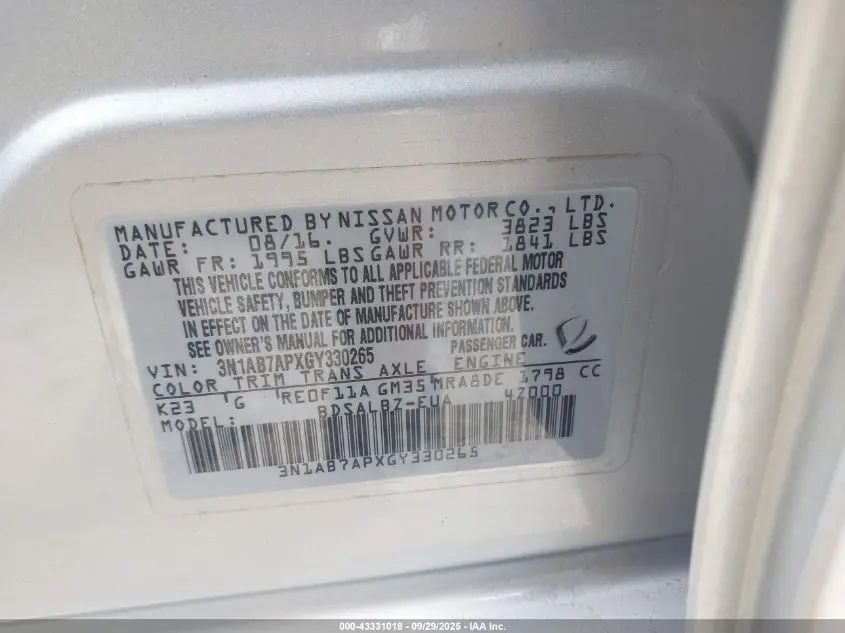 MANUFACTURED BY NISSAN MOTOR CO., LTD.
DATE: 08/16. GVWR: 3823 LBS
GAWR FR: 1995 LBS GAWR RR: 1841 LBS
THIS VEHICLE CONFORMS TO ALL APPLICABLE FEDERAL MOTOR
VEHICLE SAFETY, BUMPER AND THEFT PREVENTION STANDARDS
IN EFFECT ON THE DATE OF MANUFACTURE SHOWN ABOVE.
SEE OWNER'S MANUAL FOR ADDITIONAL INFORMATION.
VIN: 3N1AB7APXGY330265 PASSENGER CAR.
COLOR TRIM TRANS AXLE ENGINE
K23 G RE0F11A GM35 MRA8DE 1798 CC
MODEL: BDSALBZ-EUA 4Z000
3N1AB7APXGY330265
000-43331018 - 09/29/2025 - IAA Inc.